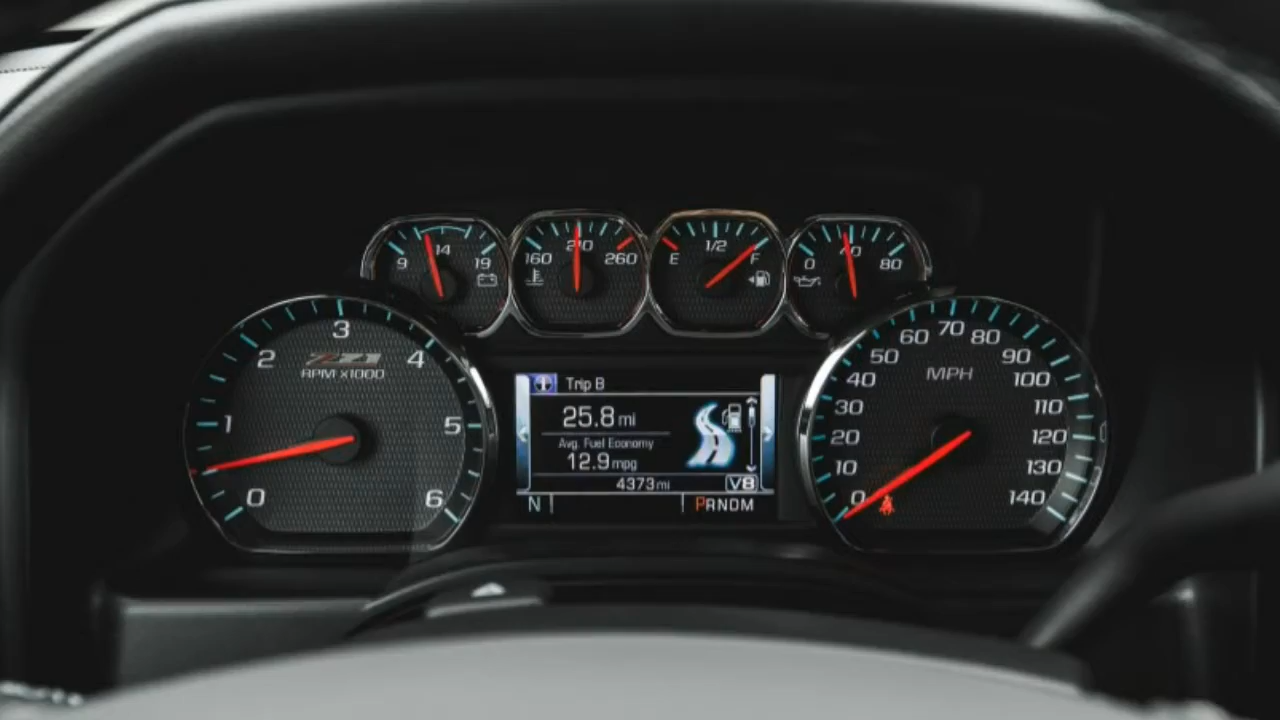 9 14 19
160 210 260
E 1/2 F
0 40 80
0 1 2 3 4 5 6
Z71
RPM x1000
Trip B
25.8 mi
Avg. Fuel Economy
12.9 mpg
4373 mi V8
N PRNDM
0 10 20 30 40 50 60 70 80 90 100 110 120 130 140
MPH